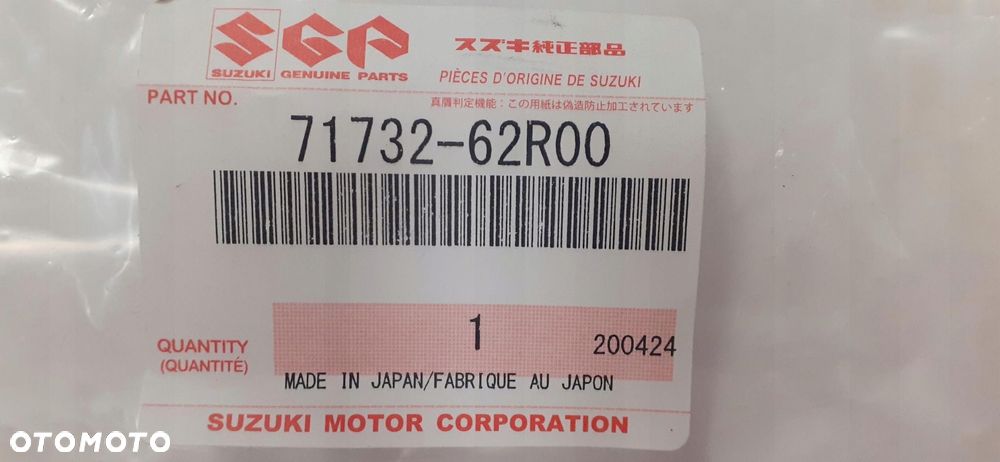 SGP
スズキ純正部品
SUZUKI GENUINE PARTS
PIÈCES D'ORIGINE DE SUZUKI
PART NO.
真贋判定機能：この用紙は偽造防止加工されています
71732-62R00
1
200424
QUANTITY
(QUANTITÉ)
MADE IN JAPAN/FABRIQUE AU JAPON
SUZUKI MOTOR CORPORATION
OTOMOTO